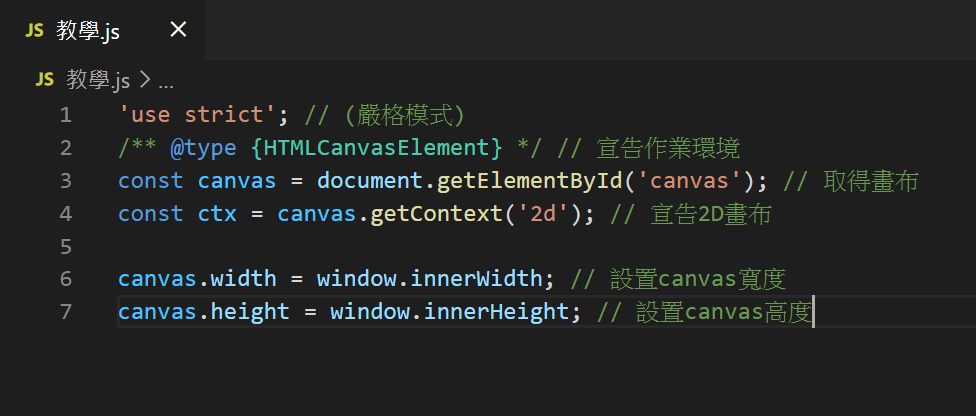 JS 教學.js ×
JS 教學.js > ...
1 'use strict'; // (嚴格模式)
2 /** @type {HTMLCanvasElement} */ // 宣告作業環境
3 const canvas = document.getElementById('canvas'); // 取得畫布
4 const ctx = canvas.getContext('2d'); // 宣告2D畫布
5
6 canvas.width = window.innerWidth; // 設置canvas寬度
7 canvas.height = window.innerHeight; // 設置canvas高度